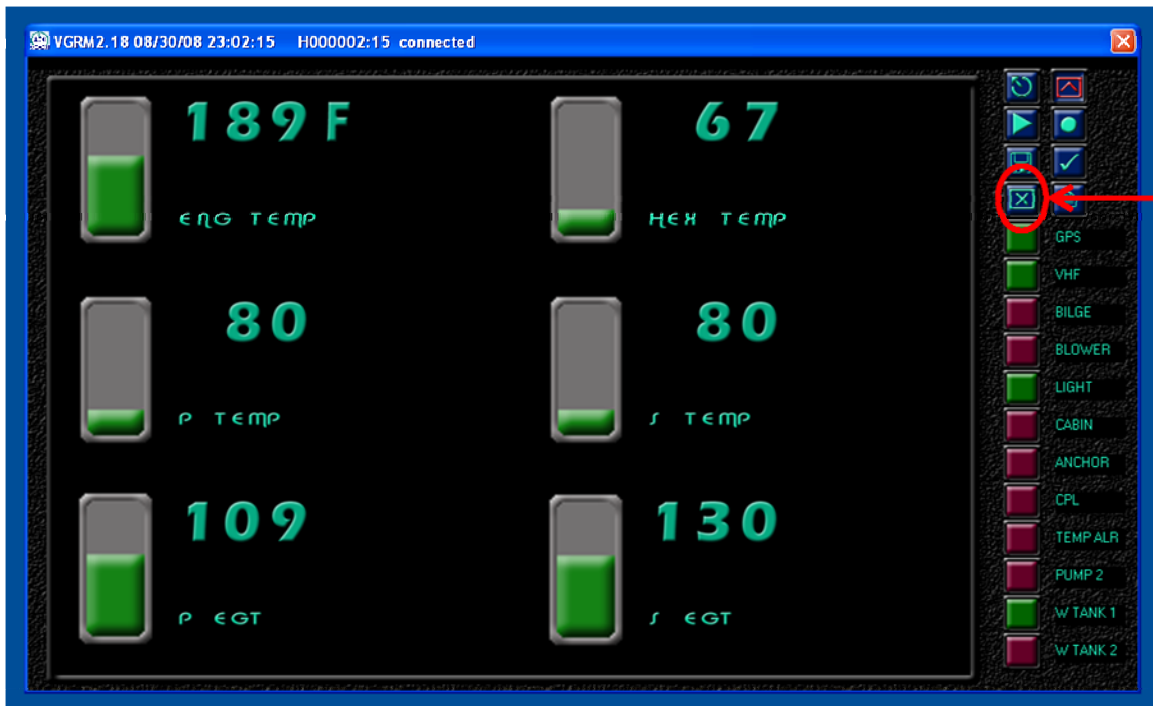 VGRM2.18 08/30/08 23:02:15 H000002:15 connected
189 F
ENG TEMP
67
HEX TEMP
80
P TEMP
80
S TEMP
109
P EGT
130
S EGT
GPS
VHF
BILGE
BLOWER
LIGHT
CABIN
ANCHOR
CPL
TEMP ALR
PUMP 2
W TANK 1
W TANK 2